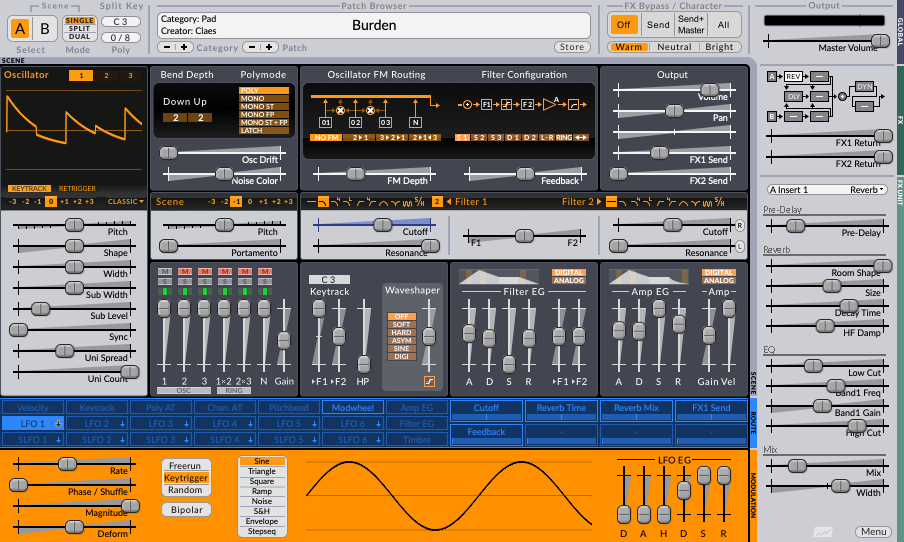 Scene
Split Key
Patch Browser
FX Bypass / Character
Output
A B
SINGLE
SPLIT
DUAL
C 3
0 / 8
Select Mode Poly
Category: Pad
Creator: Claes
Burden
Category Patch
Store
Off Send Send+ Master All
Warm Neutral Bright
Master Volume
GLOBAL
SCENE
Oscillator 1 2 3
KEYTRACK RETRIGGER
-3 -2 -1 0 +1 +2 +3 CLASSIC
Bend Depth Polymode
Down Up
2 2
POLY
MONO
MONO ST
MONO FP
MONO ST+FP
LATCH
Osc Drift
Noise Color
Oscillator FM Routing
O1 O2 O3 N
NO FM 2▸1 3▸2▸1 2▸1◂3
FM Depth
Filter Configuration
F1 F2 A
S 1 S 2 S 3 D 1 D 2 L-R RING
Feedback
Output
Volume
Pan
FX1 Send
FX2 Send
A REV
DLY DYN
B
FX1 Return
FX2 Return
FX
Scene -3 -2 -1 0 +1 +2 +3
S/H 2 Filter 1
Filter 2 S/H
A Insert 1 Reverb
FX UNIT
Pitch
Shape
Width
Sub Width
Sub Level
Sync
Uni Spread
Uni Count
Pitch
Portamento
Cutoff
Resonance
F1 F2
Cutoff
Resonance
R
L
Pre-Delay
Pre-Delay
Reverb
Room Shape
Size
Decay Time
HF Damp
EQ
Low Cut
Band1 Freq
Band1 Gain
High Cut
Mix
Mix
Width
M M M M M M
S S S S S S
1 2 3 1×2 2×3 N Gain
OSC RING
C 3
Keytrack
▸F1 ▸F2 HP
Waveshaper
OFF
SOFT
HARD
ASYM
SINE
DIGI
DIGITAL
ANALOG
Filter EG
A D S R ▸F1 ▸F2
DIGITAL
ANALOG
Amp EG Amp
A D S R Gain Vel
SCENE
Velocity Keytrack Poly AT Chan. AT Pitchbend Modwheel Amp EG
LFO 1 LFO 2 LFO 3 LFO 4 LFO 5 LFO 6 Filter EG
SLFO 1 SLFO 2 SLFO 3 SLFO 4 SLFO 5 SLFO 6 Timbre
Cutoff Reverb Time Reverb Mix FX1 Send
Feedback - - -
ROUTE
Rate
Phase / Shuffle
Magnitude
Deform
Freerun
Keytrigger
Random
Bipolar
Sine
Triangle
Square
Ramp
Noise
S&H
Envelope
Stepseq
LFO EG
D A H D S R
MODULATION
Menu